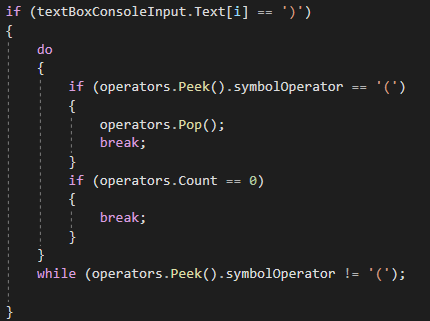 if (textBoxConsoleInput.Text[i] == ')')
{
do
{
if (operators.Peek().symbolOperator == '(')
{
operators.Pop();
break;
}
if (operators.Count == 0)
{
break;
}
}
while (operators.Peek().symbolOperator != '(');
}